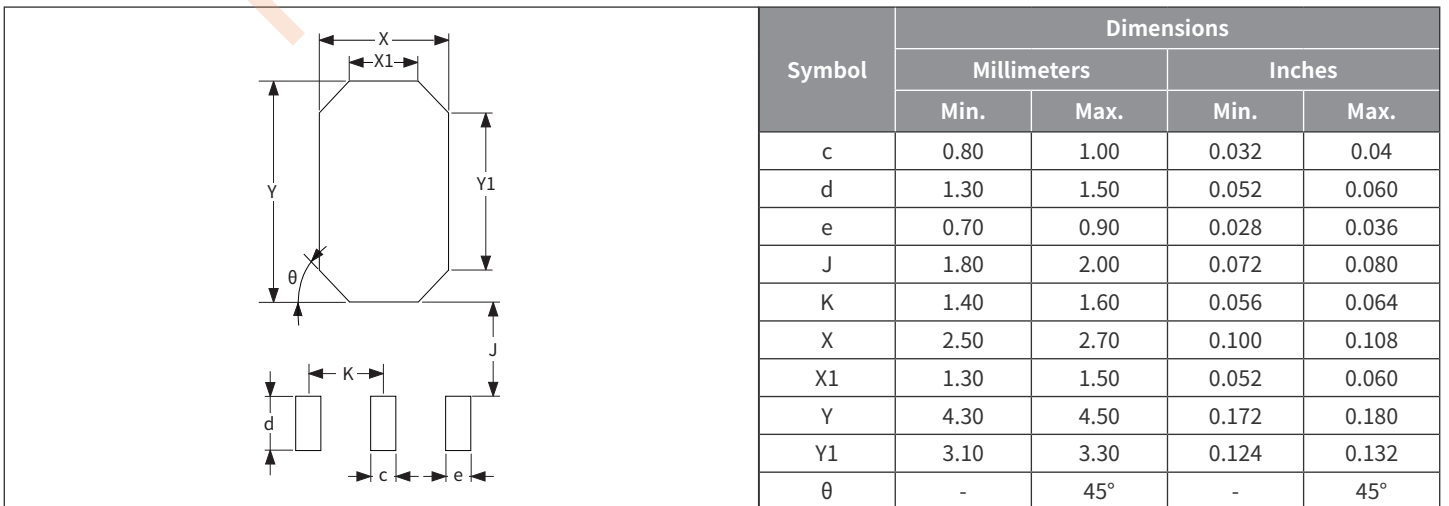 X
X1
Y
Y1
θ
J
K
d
c
e
Symbol Dimensions
Millimeters Inches
Min. Max. Min. Max.
c 0.80 1.00 0.032 0.04
d 1.30 1.50 0.052 0.060
e 0.70 0.90 0.028 0.036
J 1.80 2.00 0.072 0.080
K 1.40 1.60 0.056 0.064
X 2.50 2.70 0.100 0.108
X1 1.30 1.50 0.052 0.060
Y 4.30 4.50 0.172 0.180
Y1 3.10 3.30 0.124 0.132
θ - 45° - 45°